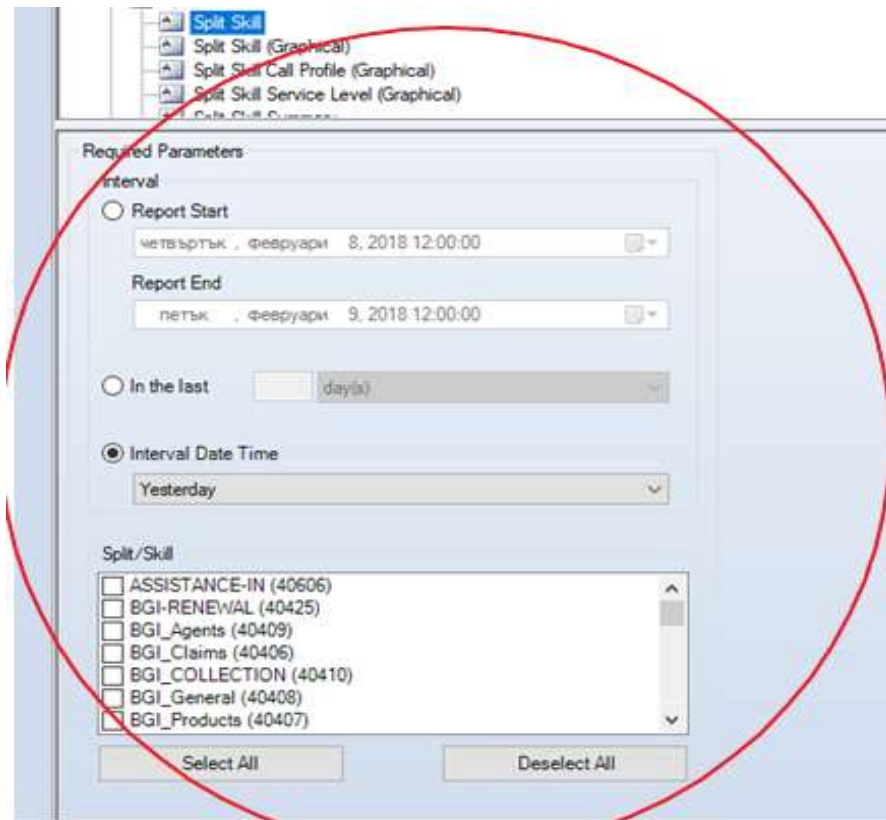 Split Skill
Split Skill (Graphical)
Split Skill Call Profile (Graphical)
Split Skill Service Level (Graphical)
Split Skill Summary
Required Parameters
Interval
Report Start
четвъртък , февруари 8, 2018 12:00:00
Report End
петък , февруари 9, 2018 12:00:00
In the last day(s)
Interval Date Time
Yesterday
Split/Skill
ASSISTANCE-IN (40606)
BGI-RENEWAL (40425)
BGI_Agents (40409)
BGI_Claims (40406)
BGI_COLLECTION (40410)
BGI_General (40408)
BGI_Products (40407)
Select All Deselect All